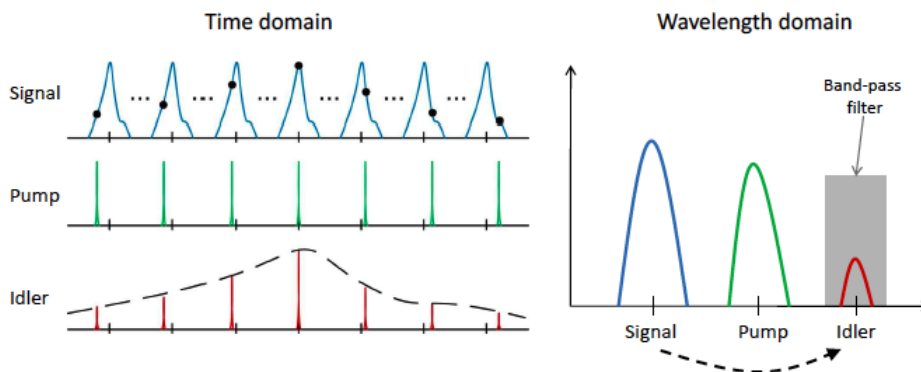 Time domain
Wavelength domain
Signal
... ... ... ... ... ...
Pump
Idler
Band-pass
filter
Signal Pump Idler